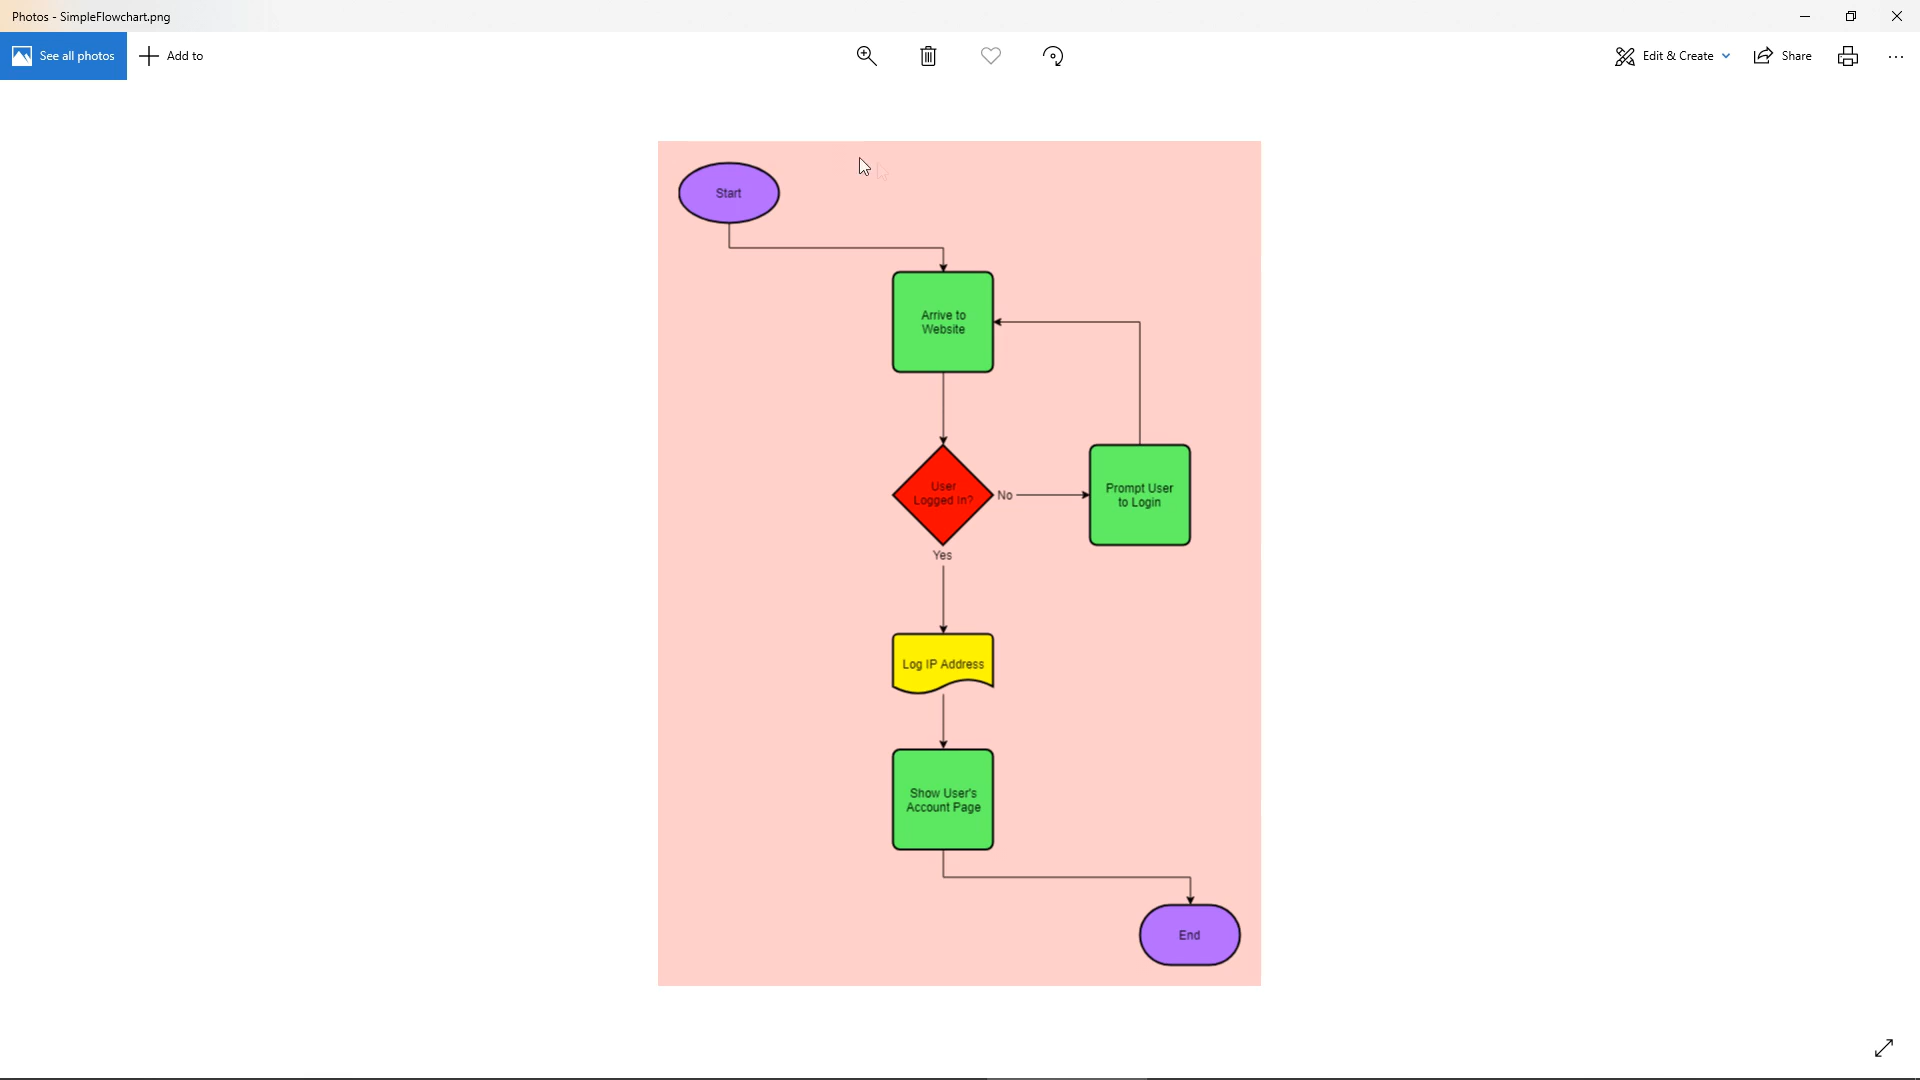 Photos - SimpleFlowchart.png
See all photos
Add to
Edit & Create
Share
Start
Arrive to
Website
User
Logged In?
No
Prompt User
to Login
Yes
Log IP Address
Show User's
Account Page
End